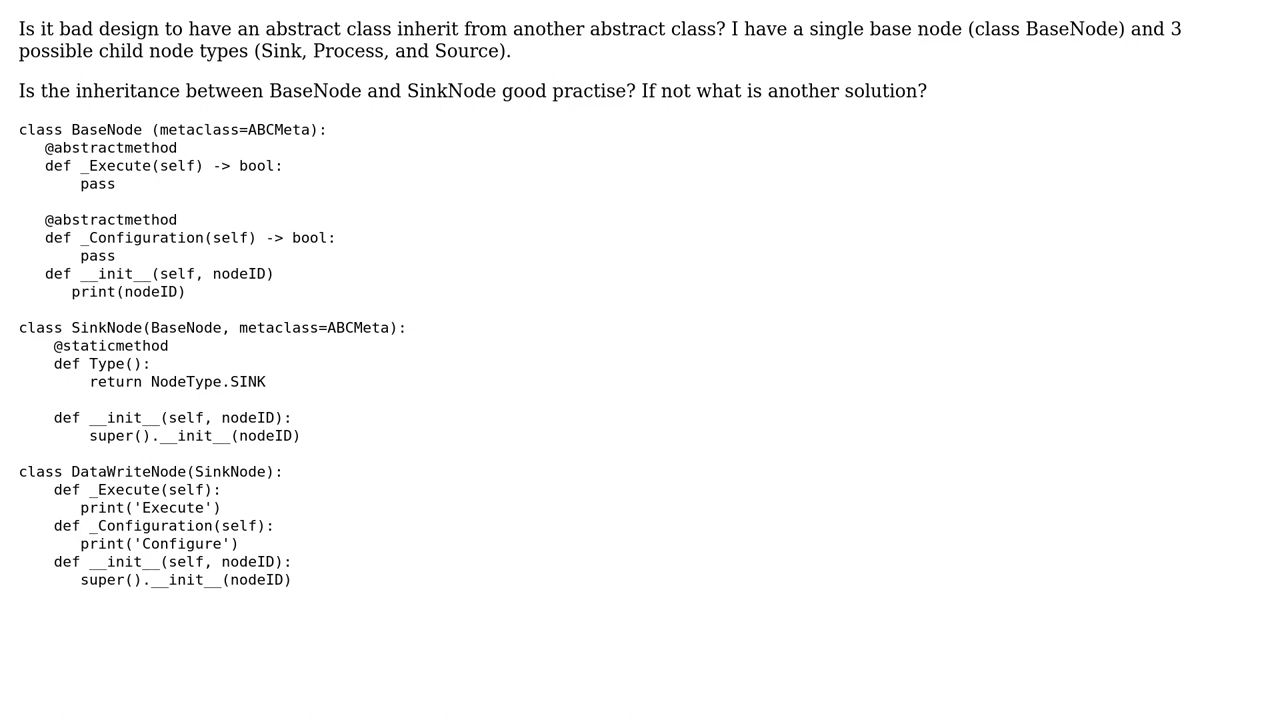 Is it bad design to have an abstract class inherit from another abstract class? I have a single base node (class BaseNode) and 3
possible child node types (Sink, Process, and Source).
Is the inheritance between BaseNode and SinkNode good practise? If not what is another solution?
class BaseNode (metaclass=ABCMeta):
   @abstractmethod
   def _Execute(self) -> bool:
       pass

   @abstractmethod
   def _Configuration(self) -> bool:
       pass
   def __init__(self, nodeID)
      print(nodeID)

class SinkNode(BaseNode, metaclass=ABCMeta):
    @staticmethod
    def Type():
        return NodeType.SINK

    def __init__(self, nodeID):
        super().__init__(nodeID)

class DataWriteNode(SinkNode):
    def _Execute(self):
       print('Execute')
    def _Configuration(self):
       print('Configure')
    def __init__(self, nodeID):
       super().__init__(nodeID)